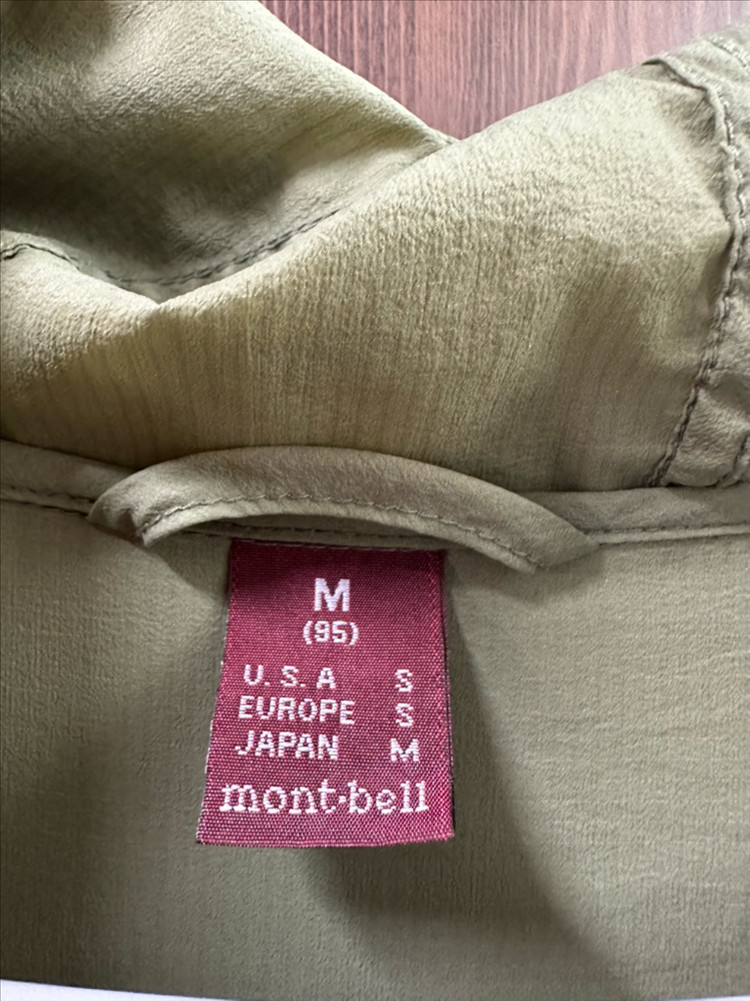 M
(95)
U.S.A S
EUROPE S
JAPAN M
mont·bell